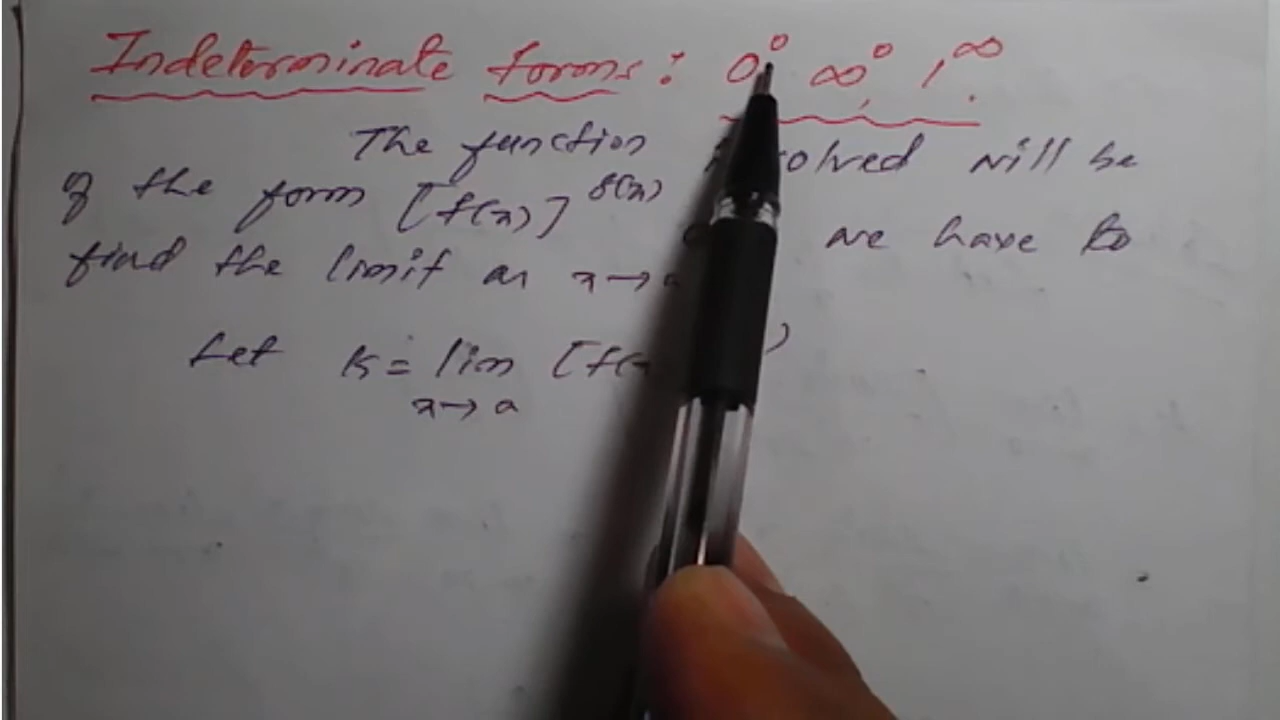 Indeterminate forms : 0⁰, ∞⁰, 1^∞.
The function
olved will be
of the form [f(x)]^g(x)
we have to
find the limit as x→a
Let k = lim [f(
x→a